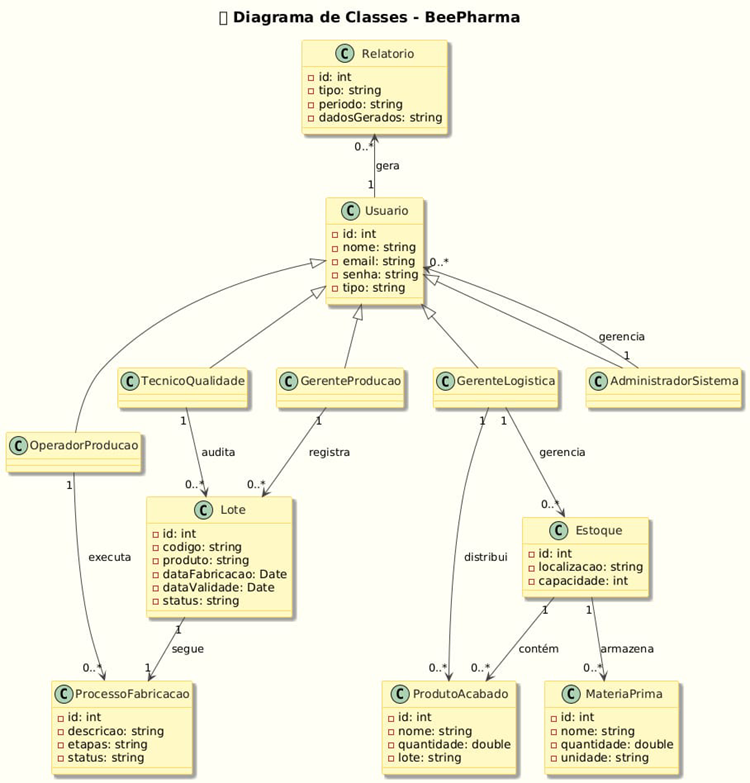 Diagrama de Classes - BeePharma
C Relatorio
id: int
tipo: string
periodo: string
dadosGerados: string
0..*
gera
1
C Usuario
id: int
nome: string
email: string
senha: string
tipo: string
0..*
gerencia
1
C TecnicoQualidade
C GerenteProducao
C GerenteLogistica
C AdministradorSistema
C OperadorProducao
1
audita
0..*
1
registra
0..*
1
1
gerencia
0..*
1
executa
0..*
C Lote
id: int
codigo: string
produto: string
dataFabricacao: Date
dataValidade: Date
status: string
distribui
0..*
C Estoque
id: int
localizacao: string
capacidade: int
1
segue
1
1
contém
0..*
1
armazena
0..*
C ProcessoFabricacao
id: int
descricao: string
etapas: string
status: string
C ProdutoAcabado
id: int
nome: string
quantidade: double
lote: string
C MateriaPrima
id: int
nome: string
quantidade: double
unidade: string